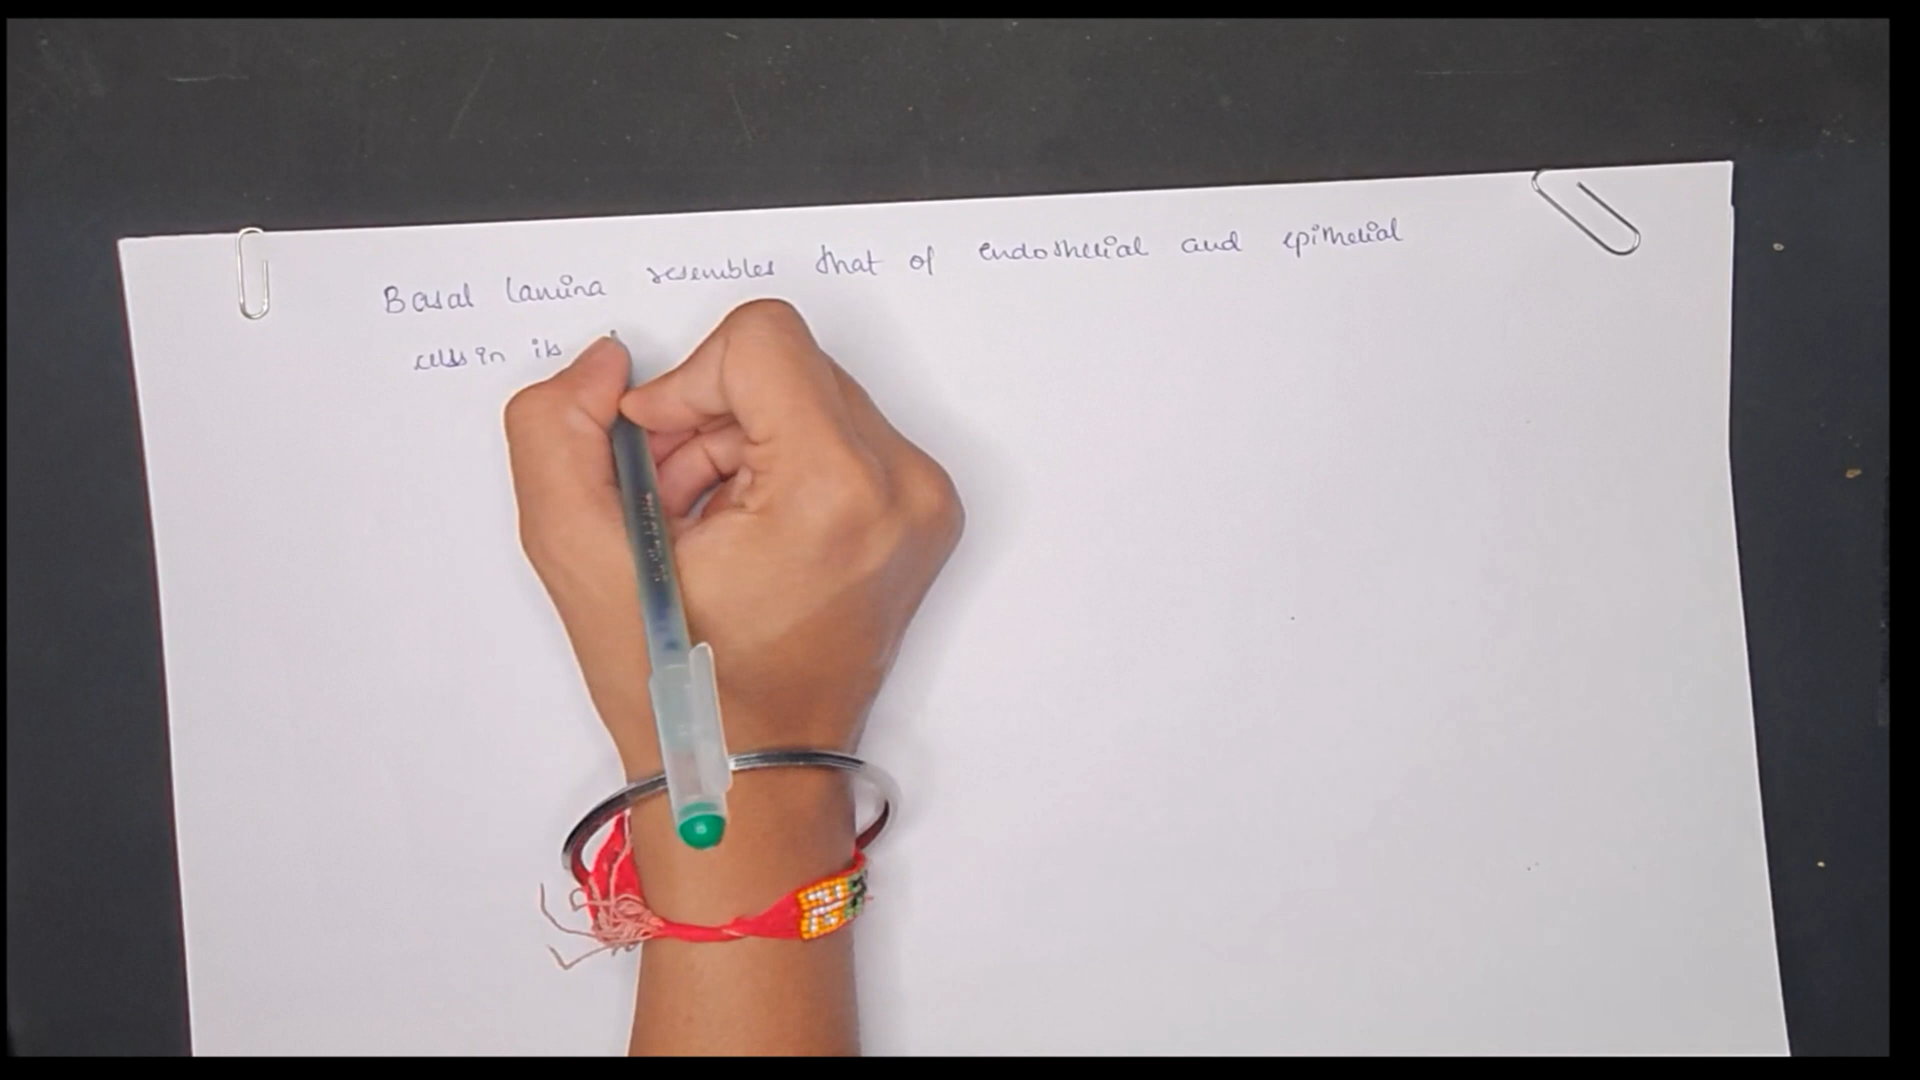 Basal lamina resembles that of endothelial and epithelial
cells in its